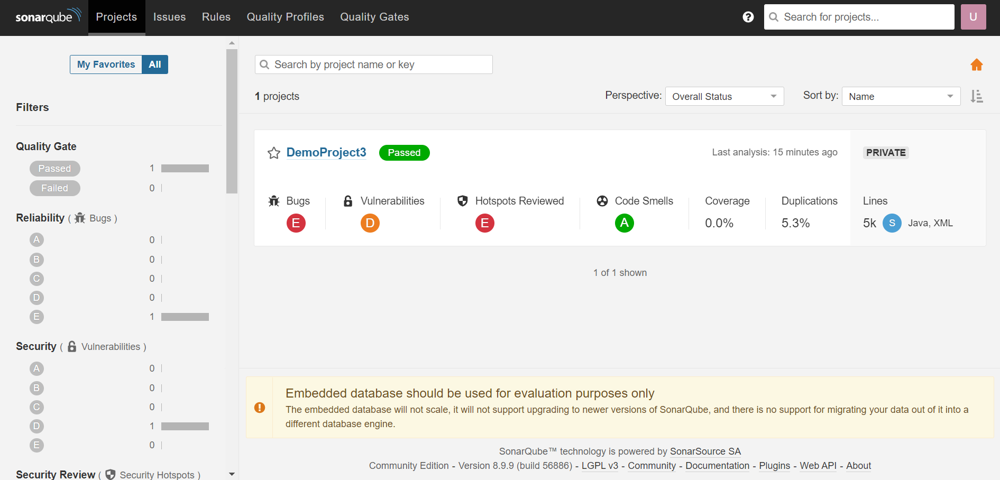 sonarqube Projects Issues Rules Quality Profiles Quality Gates ? Search for projects... U
My Favorites All
Search by project name or key
1 projects Perspective: Overall Status Sort by: Name
Filters
Quality Gate
Passed 1
Failed 0
Reliability ( Bugs )
A 0
B 0
C 0
D 0
E 1
Security ( Vulnerabilities )
A 0
B 0
C 0
D 1
E 0
Security Review ( Security Hotspots )
DemoProject3 Passed Last analysis: 15 minutes ago PRIVATE
Bugs Vulnerabilities Hotspots Reviewed Code Smells Coverage Duplications Lines
E D E A 0.0% 5.3% 5k S Java, XML
1 of 1 shown
Embedded database should be used for evaluation purposes only
The embedded database will not scale, it will not support upgrading to newer versions of SonarQube, and there is no support for migrating your data out of it into a
different database engine.
SonarQube™ technology is powered by SonarSource SA
Community Edition - Version 8.9.9 (build 56886) - LGPL v3 - Community - Documentation - Plugins - Web API - About